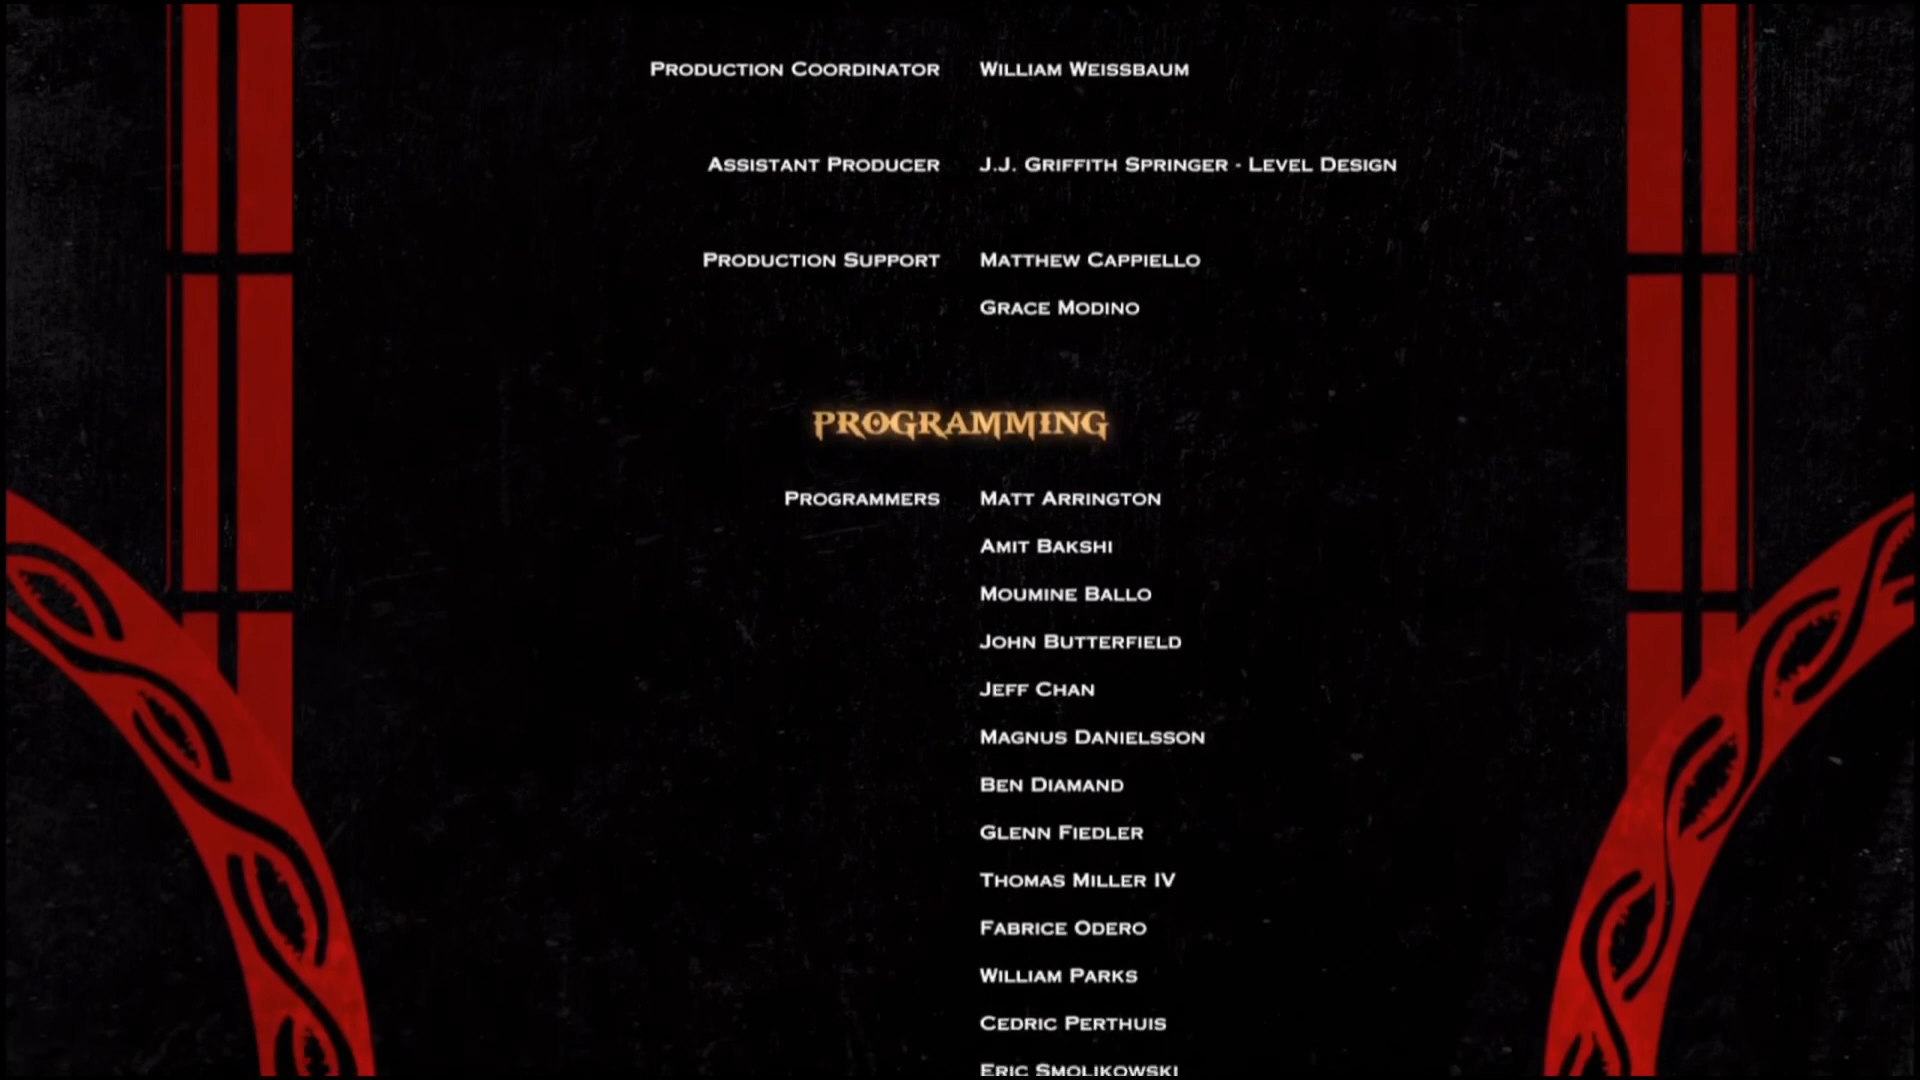 Production Coordinator William Weissbaum
Assistant Producer J.J. Griffith Springer - Level Design
Production Support Matthew Cappiello
Grace Modino
PROGRAMMING
Programmers Matt Arrington
Amit Bakshi
Moumine Ballo
John Butterfield
Jeff Chan
Magnus Danielsson
Ben Diamand
Glenn Fiedler
Thomas Miller IV
Fabrice Odero
William Parks
Cedric Perthuis
Eric Smolikowski